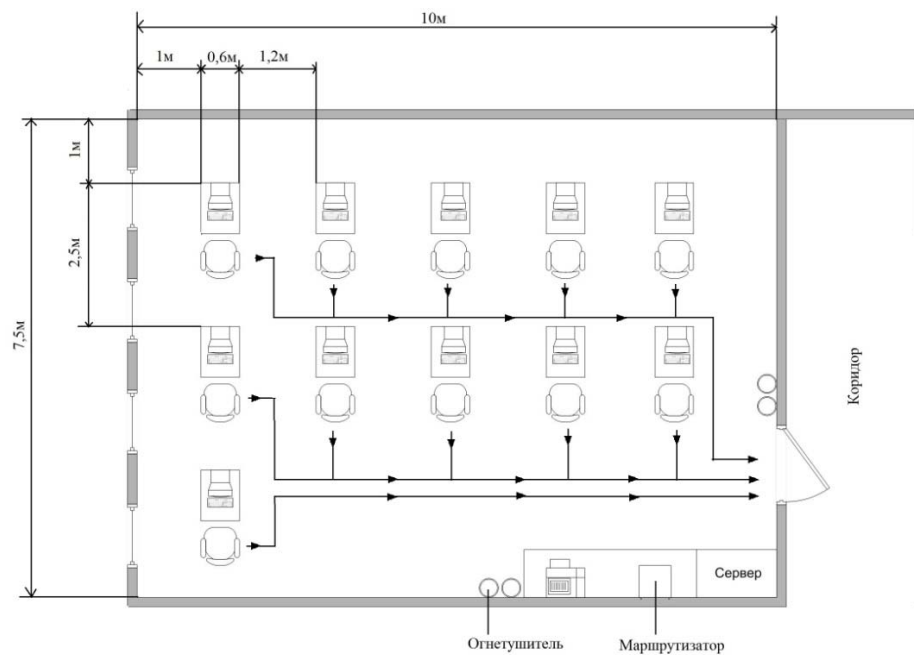 10м
1м
0,6м
1,2м
1м
2,5м
7,5м
Коридор
Сервер
Огнетушитель
Маршрутизатор